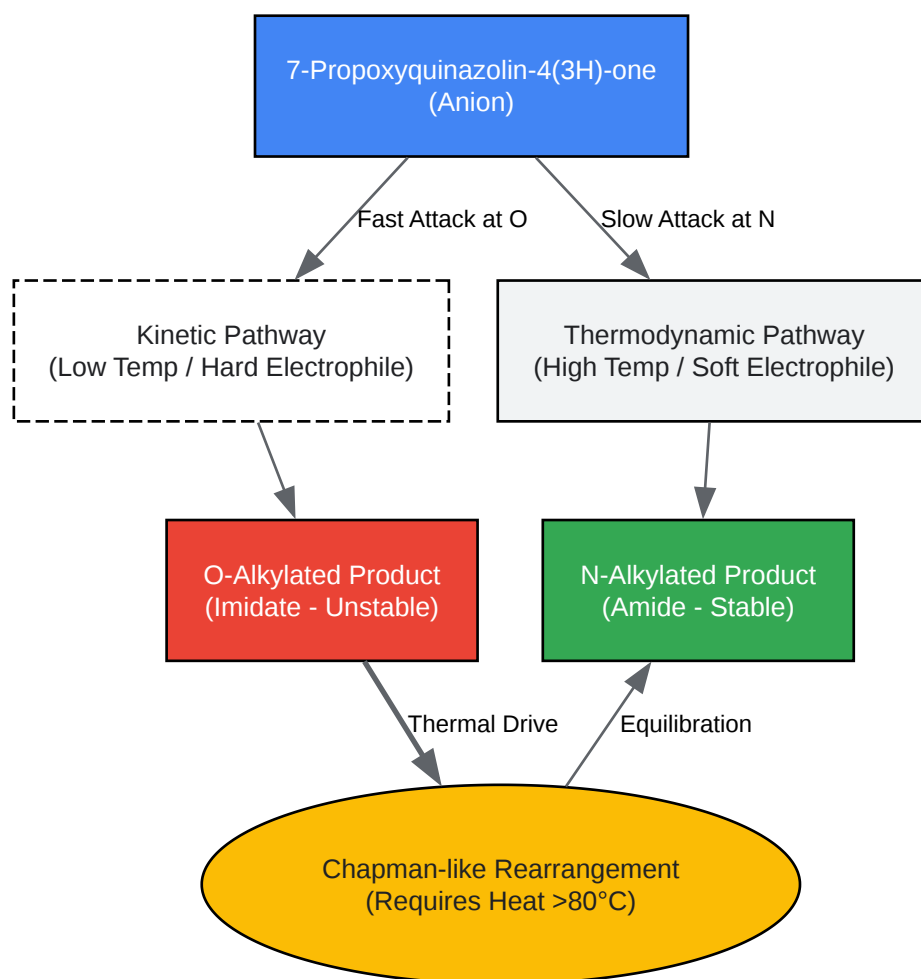 7-Propoxyquinazolin-4(3H)-one
(Anion)
Fast Attack at O
Slow Attack at N
Kinetic Pathway
(Low Temp / Hard Electrophile)
Thermodynamic Pathway
(High Temp / Soft Electrophile)
O-Alkylated Product
(Imidate - Unstable)
N-Alkylated Product
(Amide - Stable)
Thermal Drive
Equilibration
Chapman-like Rearrangement
(Requires Heat >80°C)